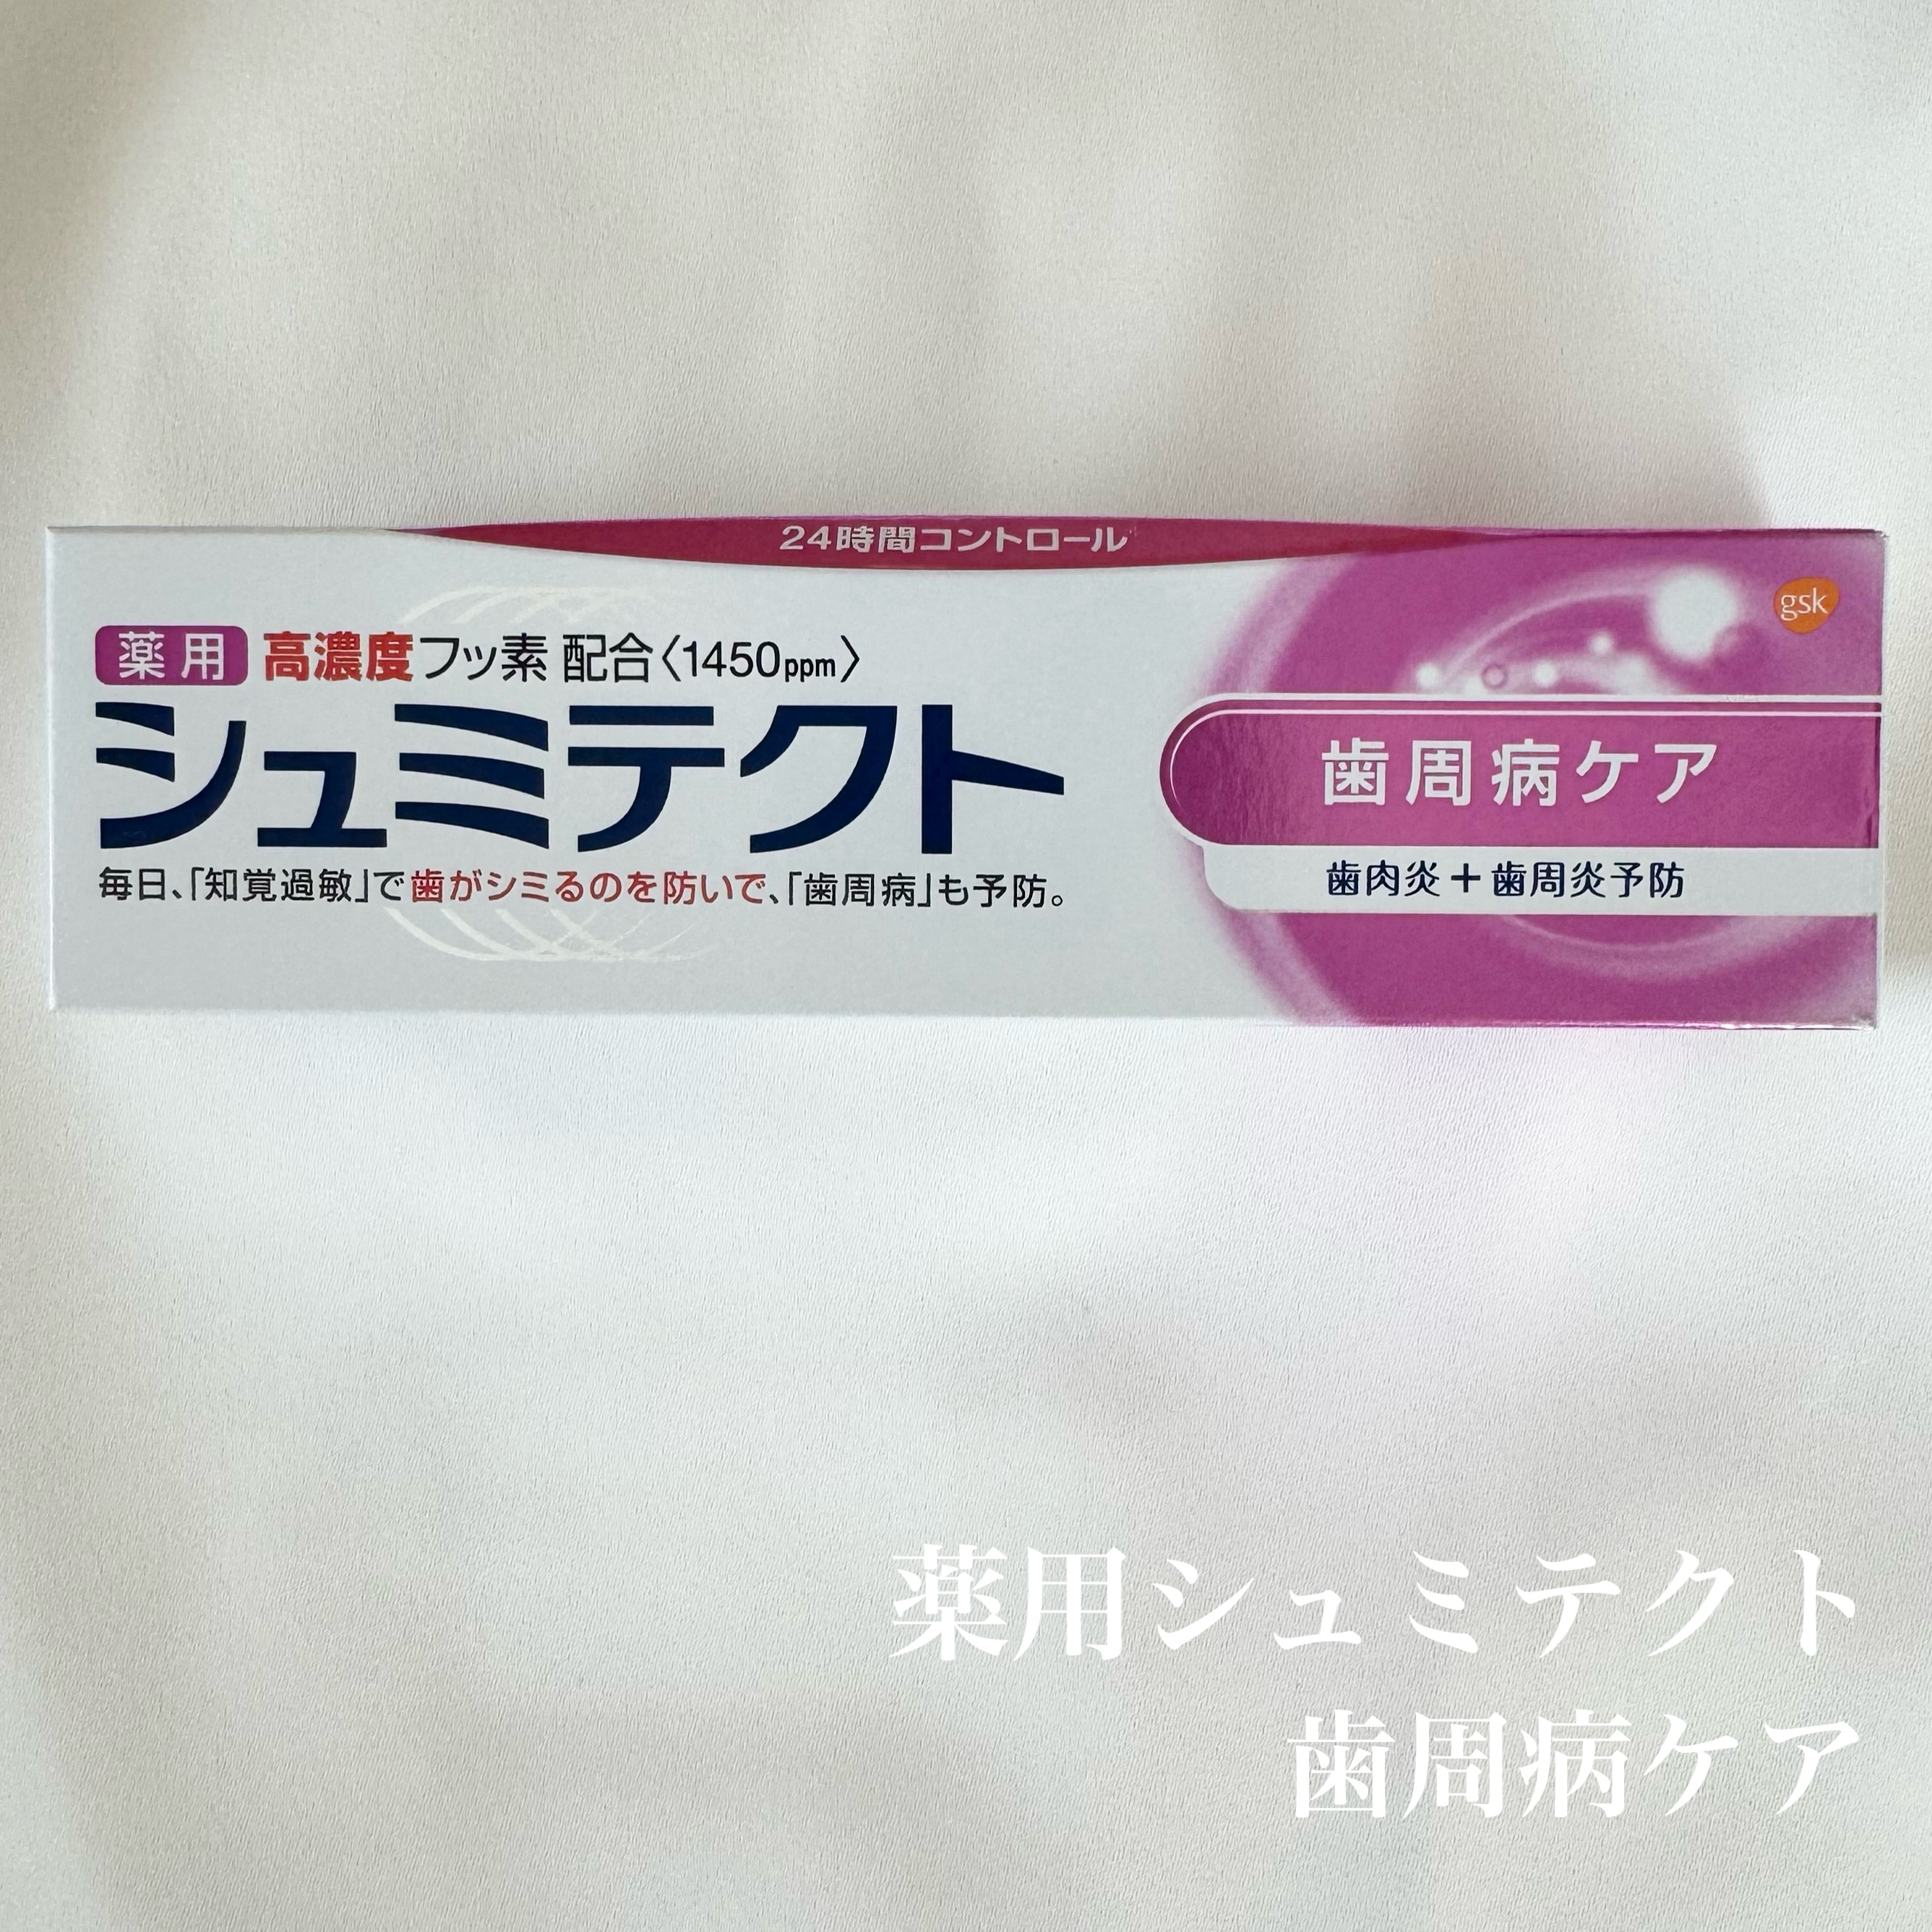 24時間コントロール
gsk
薬用 高濃度フッ素 配合〈1450ppm〉
シュミテクト
毎日、「知覚過敏」で歯がシミるのを防いで、「歯周病」も予防。
歯周病ケア
歯肉炎＋歯周炎予防
薬用シュミテクト
歯周病ケア